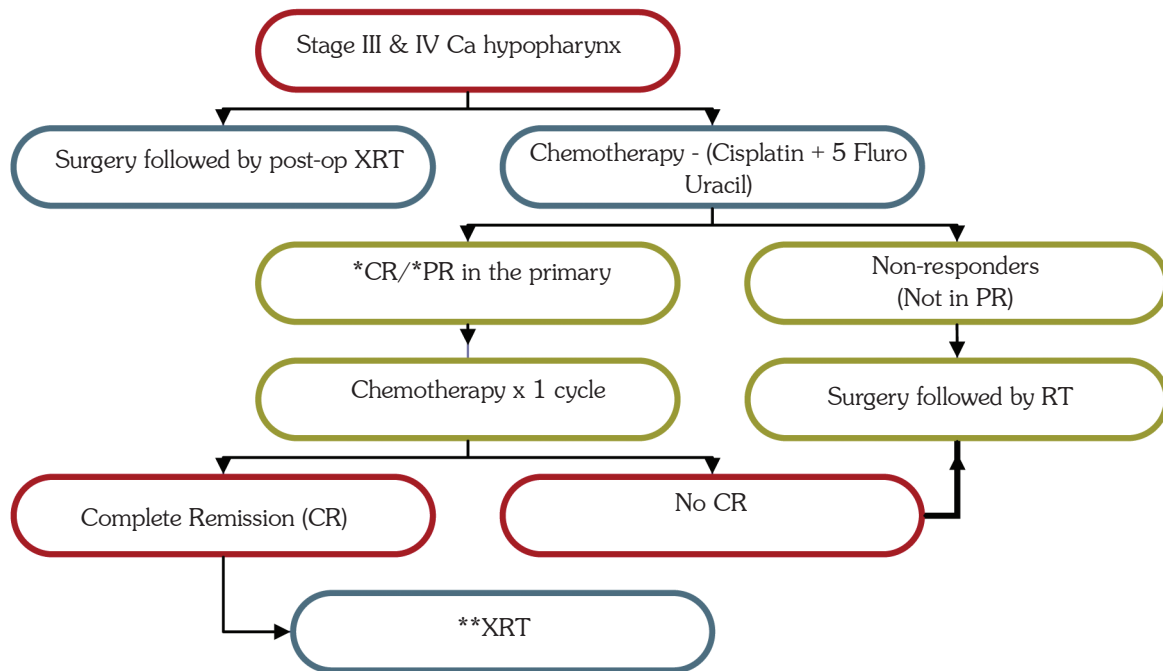 Stage III & IV Ca hypopharynx
Surgery followed by post-op XRT
Chemotherapy - (Cisplatin + 5 Fluro
Uracil)
*CR/*PR in the primary
Non-responders
(Not in PR)
Chemotherapy x 1 cycle
Surgery followed by RT
Complete Remission (CR)
No CR
**XRT